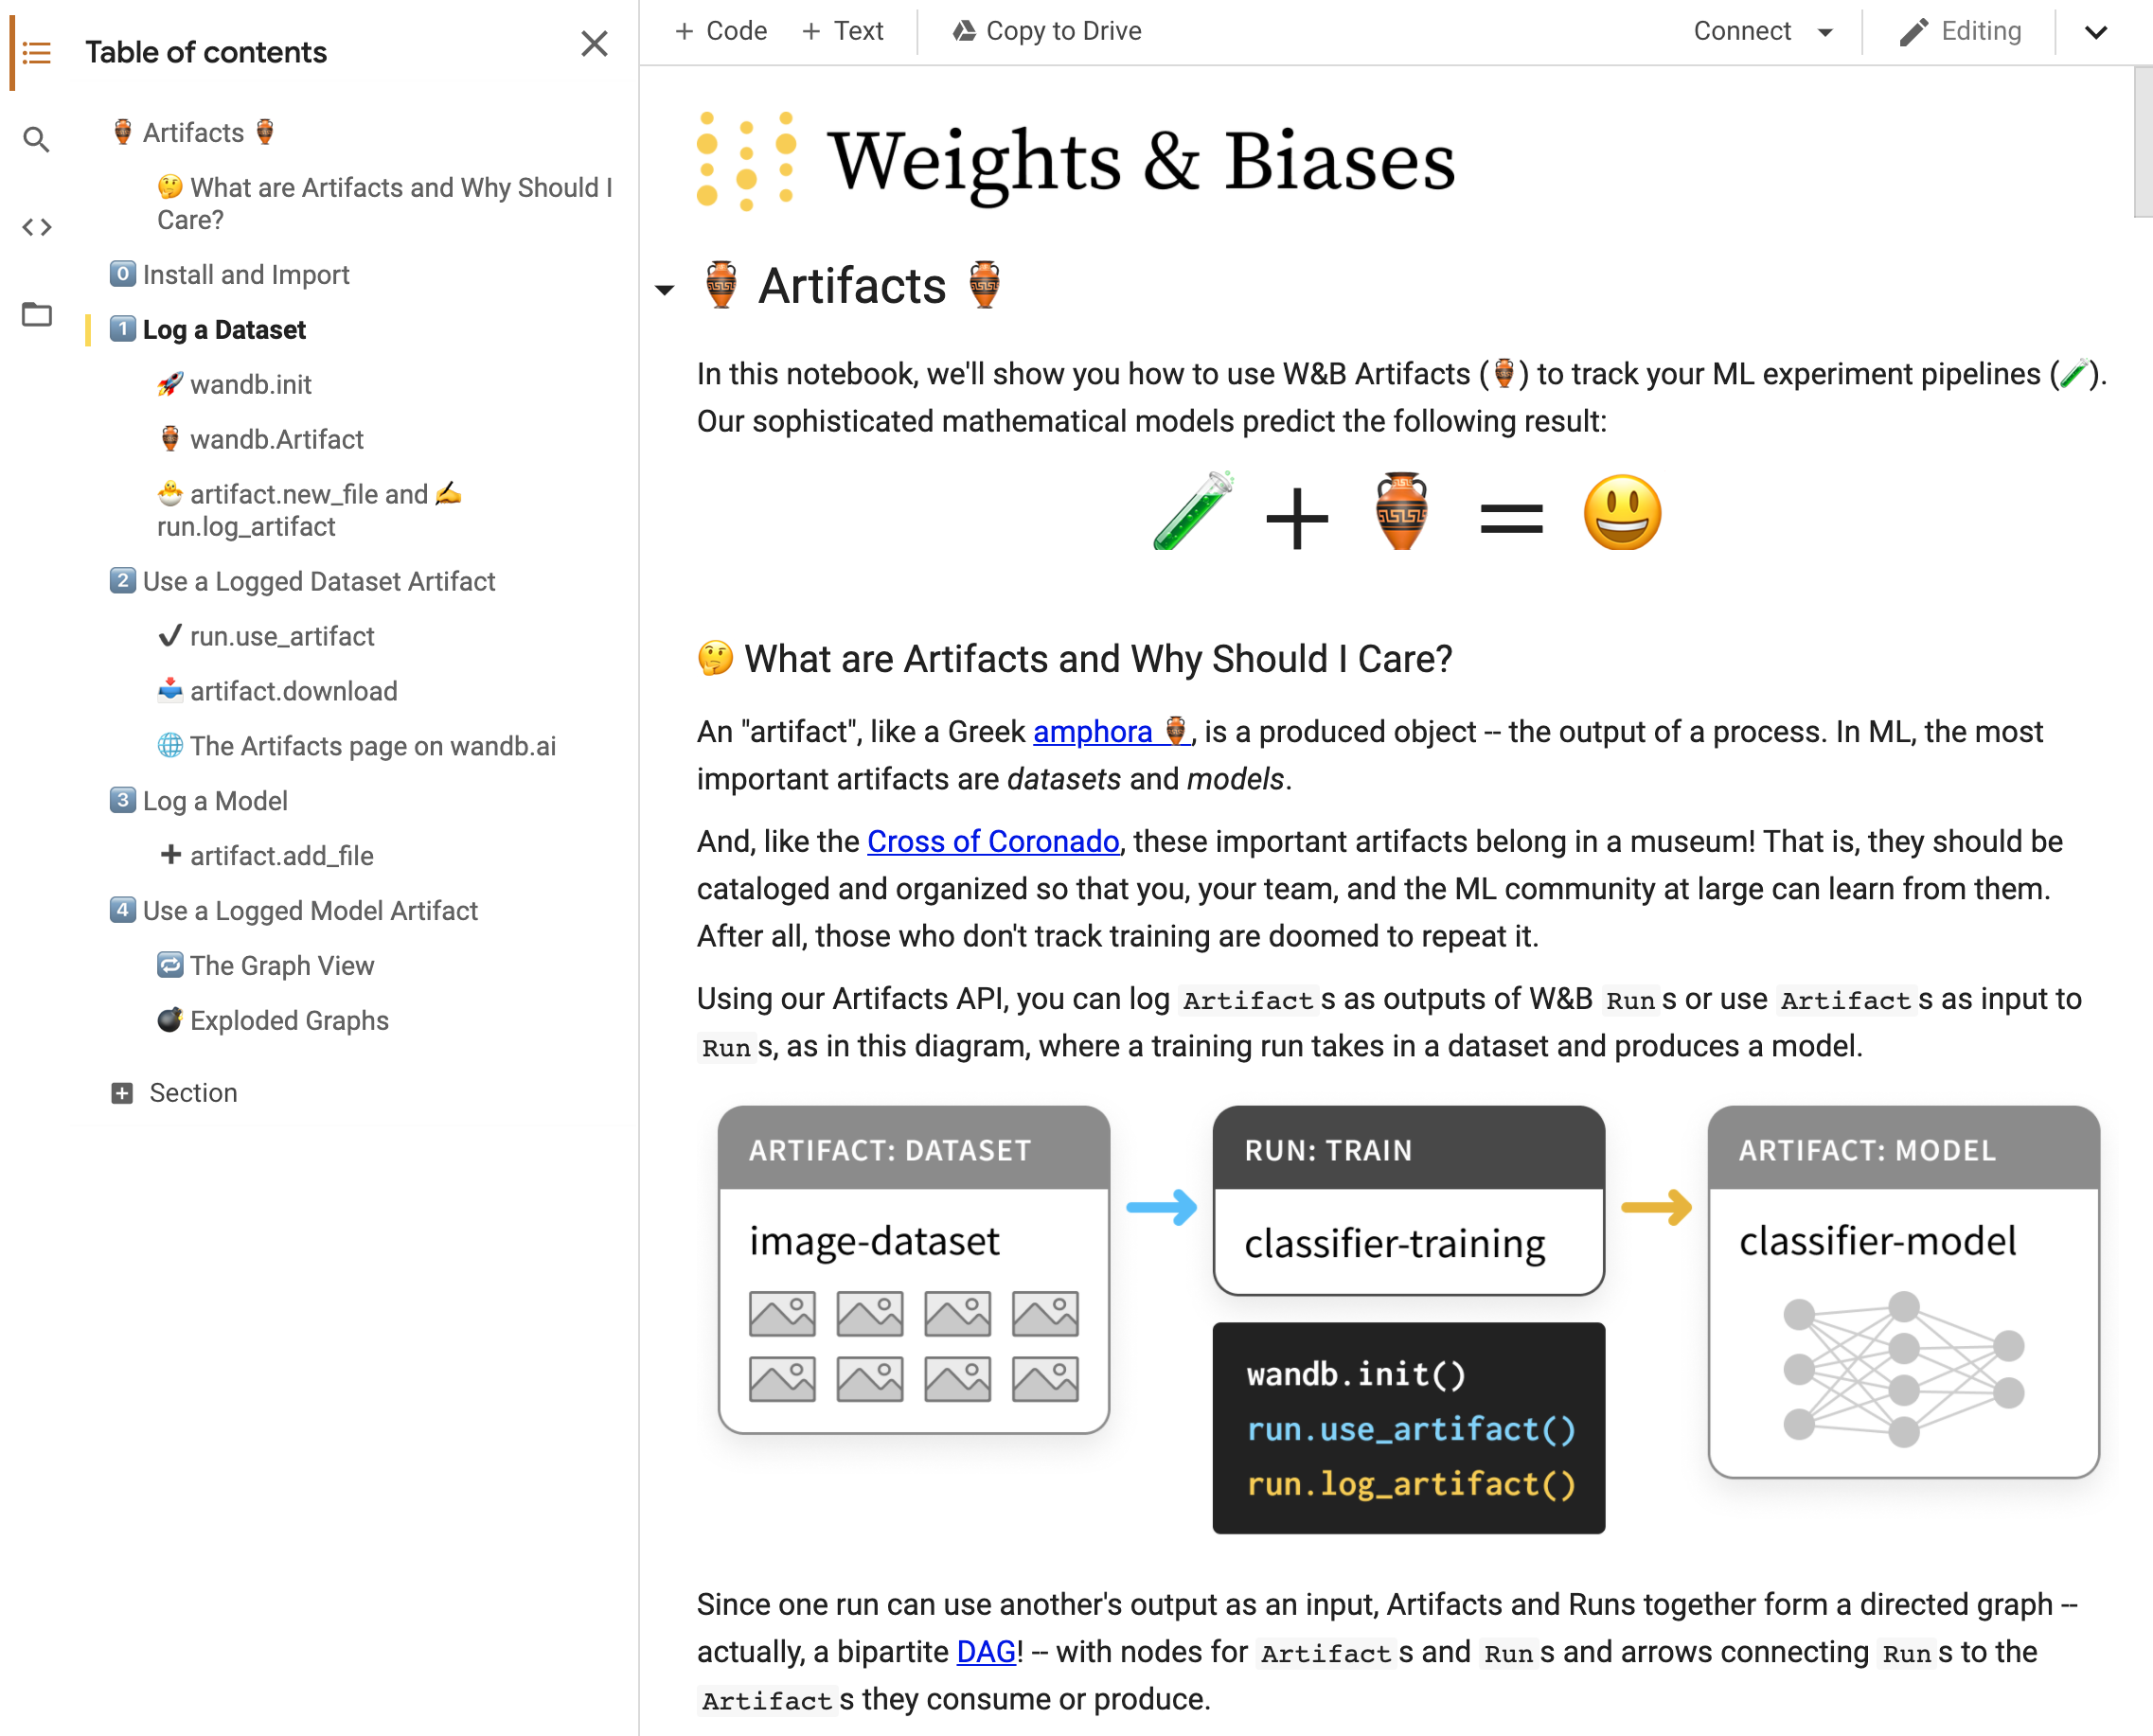 Table of contents
🏺 Artifacts 🏺
🤔 What are Artifacts and Why Should I
Care?
0️⃣ Install and Import
1️⃣ Log a Dataset
🚀 wandb.init
🏺 wandb.Artifact
🐣 artifact.new_file and ✍️
run.log_artifact
2️⃣ Use a Logged Dataset Artifact
✔️ run.use_artifact
📥 artifact.download
🌐 The Artifacts page on wandb.ai
3️⃣ Log a Model
➕ artifact.add_file
4️⃣ Use a Logged Model Artifact
🔁 The Graph View
💣 Exploded Graphs
Section
+ Code + Text Copy to Drive Connect Editing
Weights & Biases
🏺 Artifacts 🏺
In this notebook, we'll show you how to use W&B Artifacts (🏺) to track your ML experiment pipelines (🧪).
Our sophisticated mathematical models predict the following result:
🧪 + 🏺 = 😃
🤔 What are Artifacts and Why Should I Care?
An "artifact", like a Greek amphora 🏺, is a produced object -- the output of a process. In ML, the most
important artifacts are datasets and models.
And, like the Cross of Coronado, these important artifacts belong in a museum! That is, they should be
cataloged and organized so that you, your team, and the ML community at large can learn from them.
After all, those who don't track training are doomed to repeat it.
Using our Artifacts API, you can log Artifacts as outputs of W&B Runs or use Artifacts as input to
Runs, as in this diagram, where a training run takes in a dataset and produces a model.
ARTIFACT: DATASET
image-dataset
RUN: TRAIN
classifier-training
wandb.init()
run.use_artifact()
run.log_artifact()
ARTIFACT: MODEL
classifier-model
Since one run can use another's output as an input, Artifacts and Runs together form a directed graph --
actually, a bipartite DAG! -- with nodes for Artifacts and Runs and arrows connecting Runs to the
Artifacts they consume or produce.